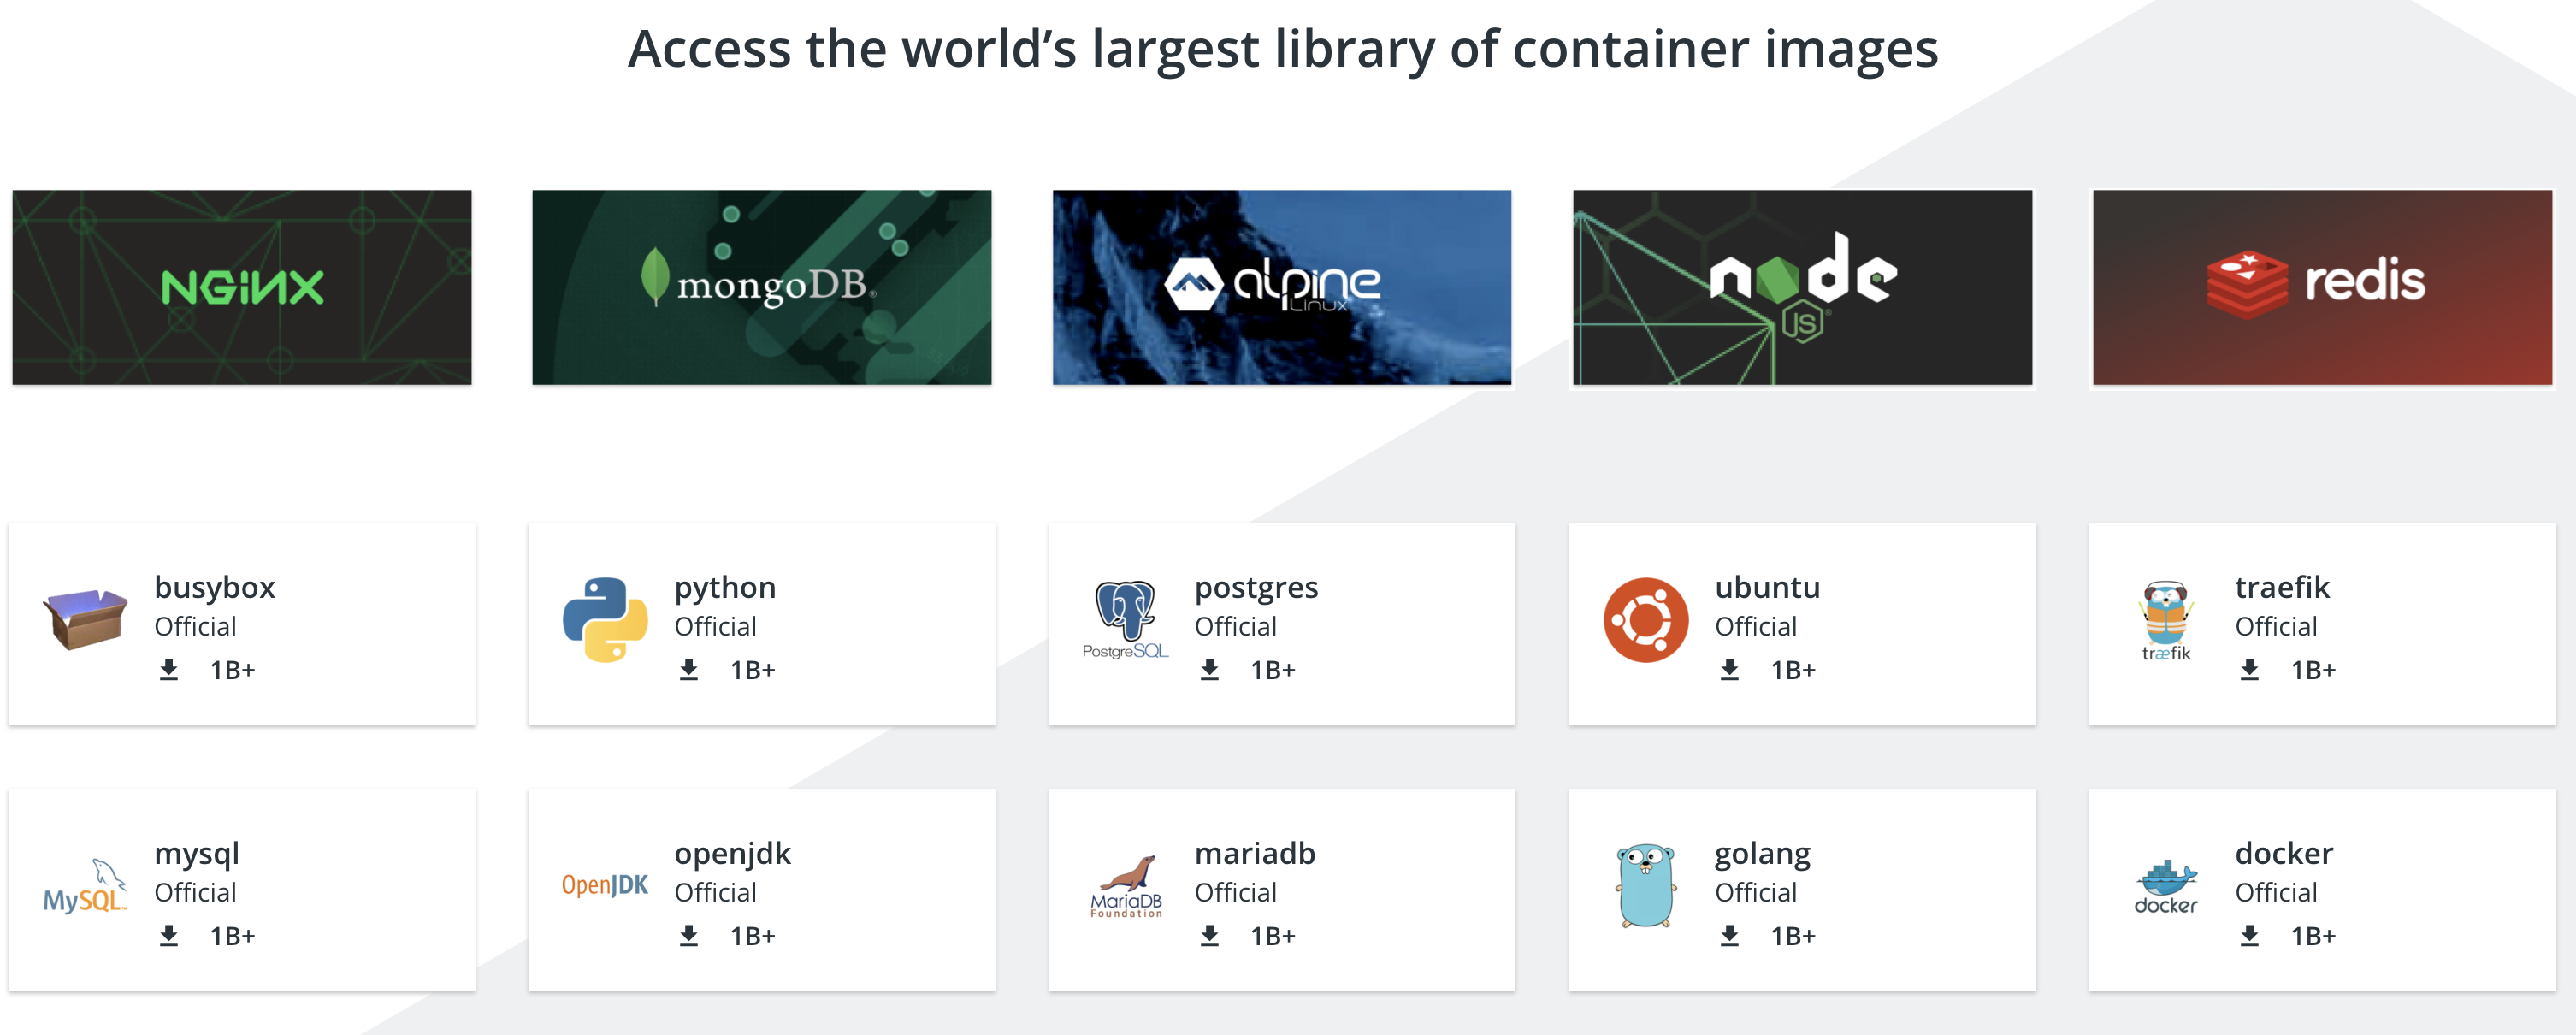 Access the world’s largest library of container images
NGINX
mongoDB®
alpine
Linux
node
JS®
redis
busybox
Official
1B+
python
Official
1B+
PostgreSQL
postgres
Official
1B+
ubuntu
Official
1B+
træfik
traefik
Official
1B+
MySQL™
mysql
Official
1B+
OpenJDK
openjdk
Official
1B+
MariaDB
Foundation
mariadb
Official
1B+
golang
Official
1B+
docker
docker
Official
1B+